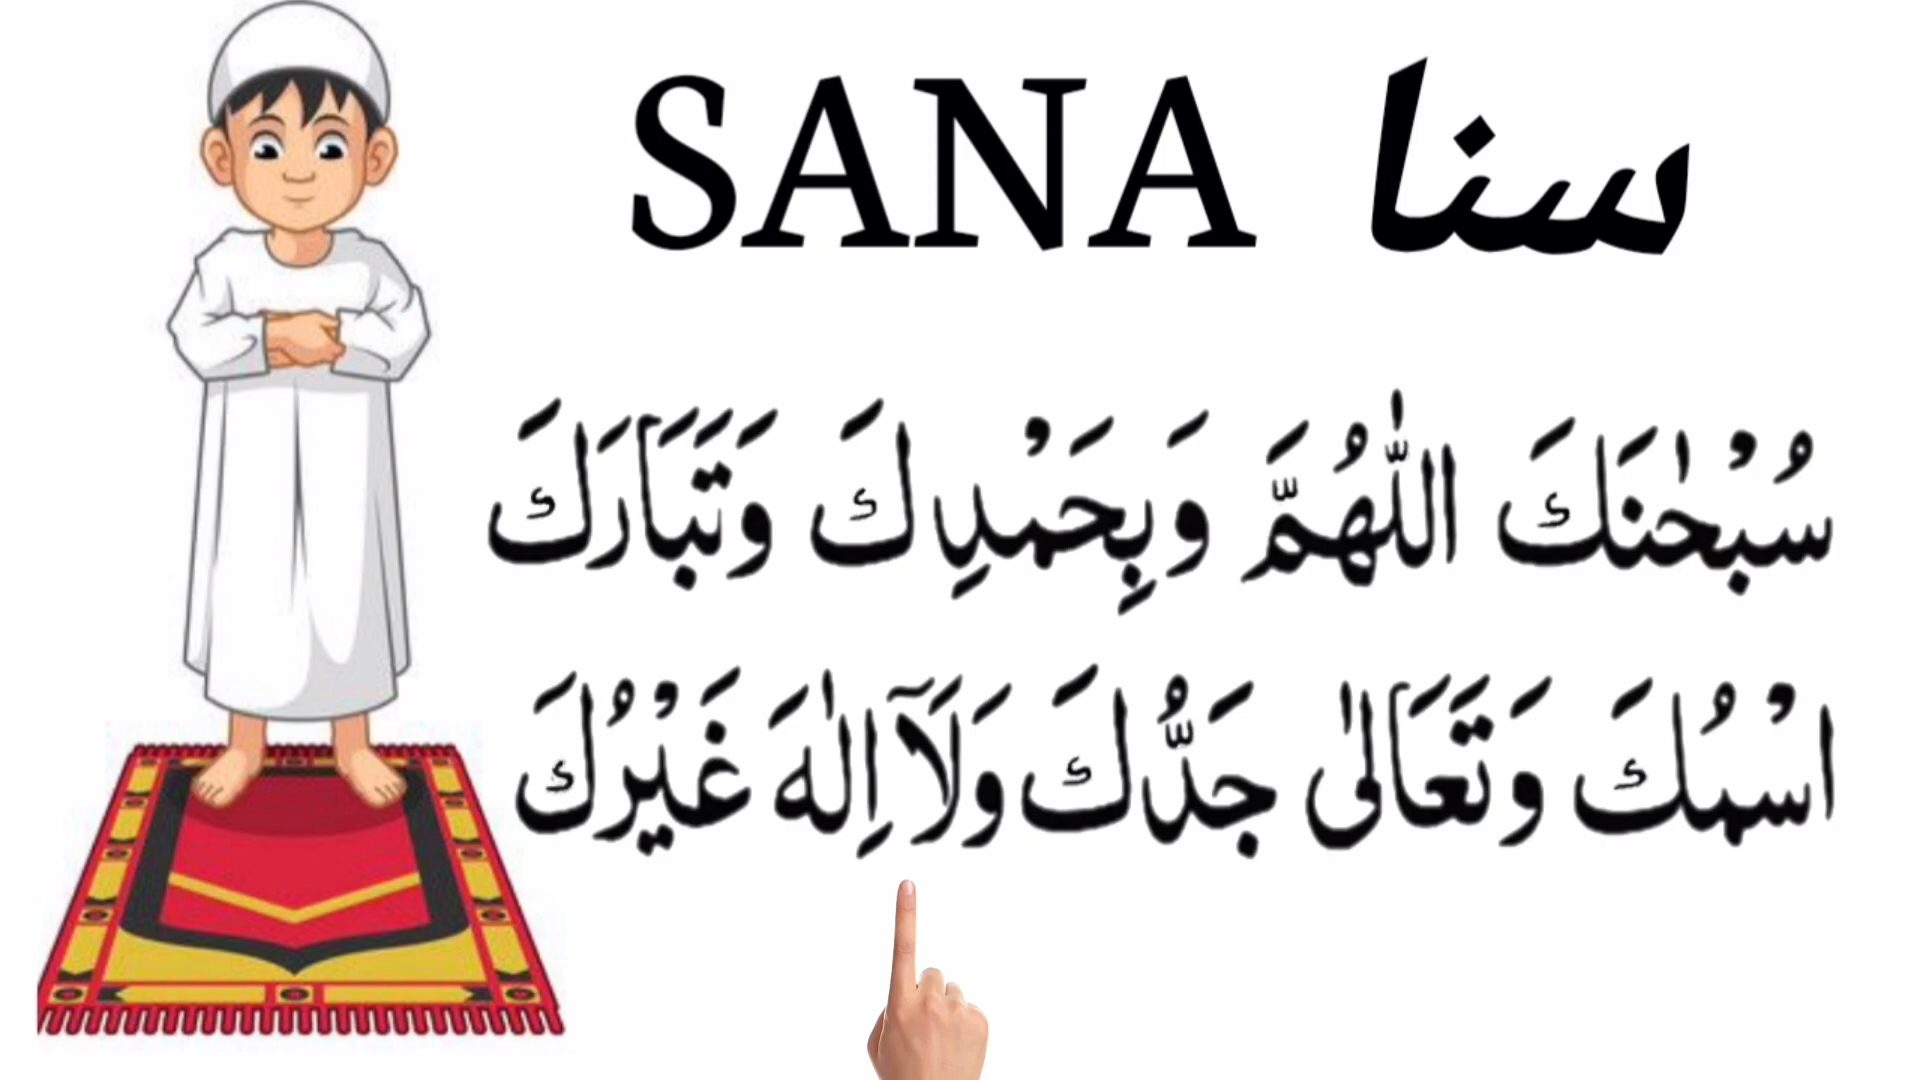 SANA سنا
سُبْحٰنَكَ اللّٰهُمَّ وَبِحَمْدِكَ وَتَبَارَكَ
اسْمُكَ وَتَعَالٰى جَدُّكَ وَلَآ اِلٰهَ غَيْرُكَ